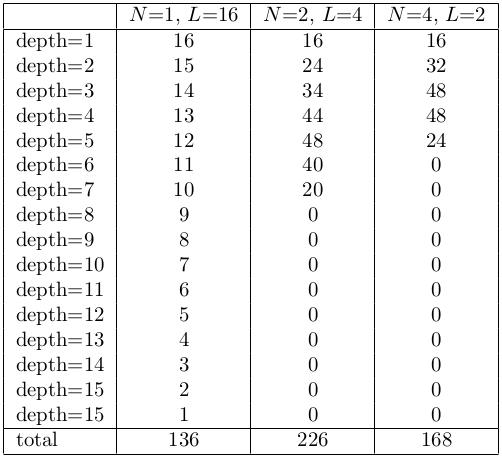 N=1, L=16 N=2, L=4 N=4, L=2
depth=1 16 16 16
depth=2 15 24 32
depth=3 14 34 48
depth=4 13 44 48
depth=5 12 48 24
depth=6 11 40 0
depth=7 10 20 0
depth=8 9 0 0
depth=9 8 0 0
depth=10 7 0 0
depth=11 6 0 0
depth=12 5 0 0
depth=13 4 0 0
depth=14 3 0 0
depth=15 2 0 0
depth=15 1 0 0
total 136 226 168